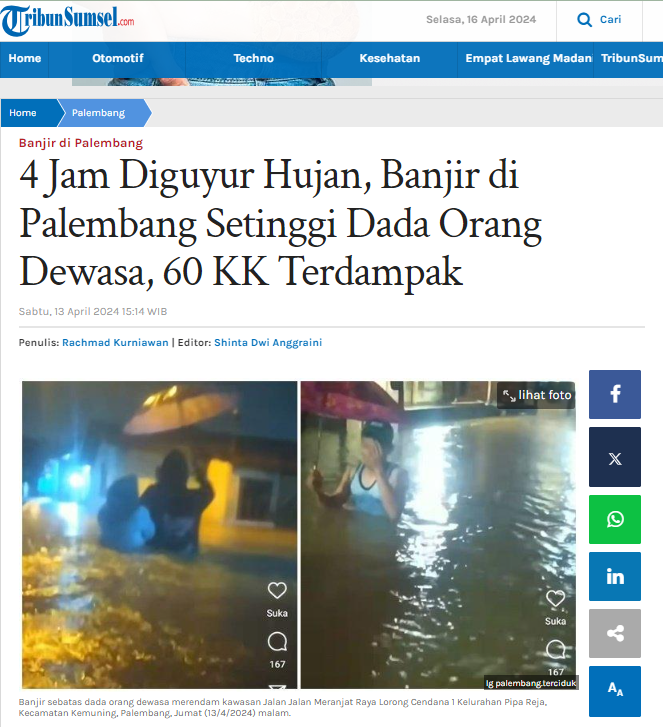 TribunSumsel.com
Selasa, 16 April 2024
Cari
Home
Otomotif
Techno
Kesehatan
Empat Lawang Madani
TribunSum
Home
Palembang
Banjir di Palembang
4 Jam Diguyur Hujan, Banjir di
Palembang Setinggi Dada Orang
Dewasa, 60 KK Terdampak
Sabtu, 13 April 2024 15:14 WIB
Penulis: Rachmad Kurniawan | Editor: Shinta Dwi Anggraini
lihat foto
Suka
167
Suka
167
Ig palembang.terciduk
Banjir sebatas dada orang dewasa merendam kawasan Jalan Jalan Meranjat Raya Lorong Cendana 1 Kelurahan Pipa Reja,
Kecamatan Kemuning, Palembang, Jumat (13/4/2024) malam.
f
X
in
AA